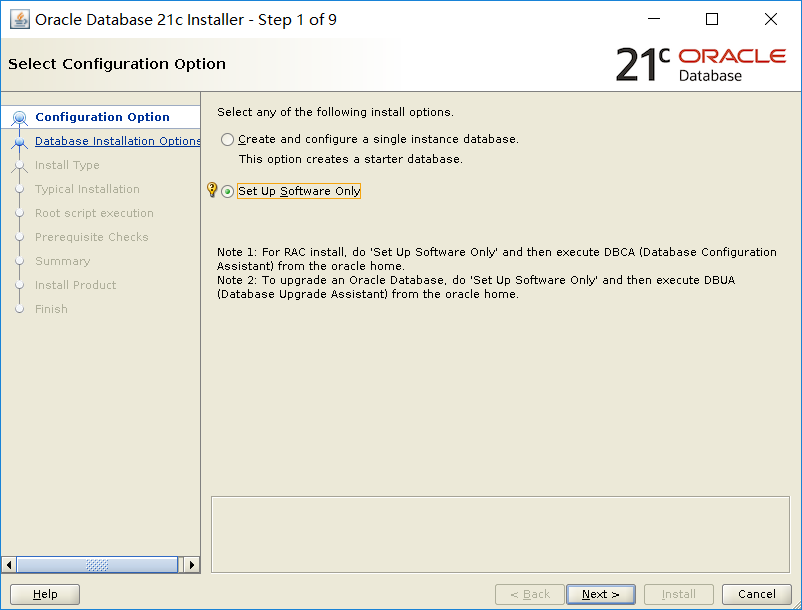 Oracle Database 21c Installer - Step 1 of 9
Select Configuration Option
21c ORACLE
Database
Configuration Option
Database Installation Options
Install Type
Typical Installation
Root script execution
Prerequisite Checks
Summary
Install Product
Finish
Select any of the following install options.
Create and configure a single instance database.
This option creates a starter database.
Set Up Software Only
Note 1: For RAC install, do 'Set Up Software Only' and then execute DBCA (Database Configuration
Assistant) from the oracle home.
Note 2: To upgrade an Oracle Database, do 'Set Up Software Only' and then execute DBUA
(Database Upgrade Assistant) from the oracle home.
Help
< Back
Next >
Install
Cancel